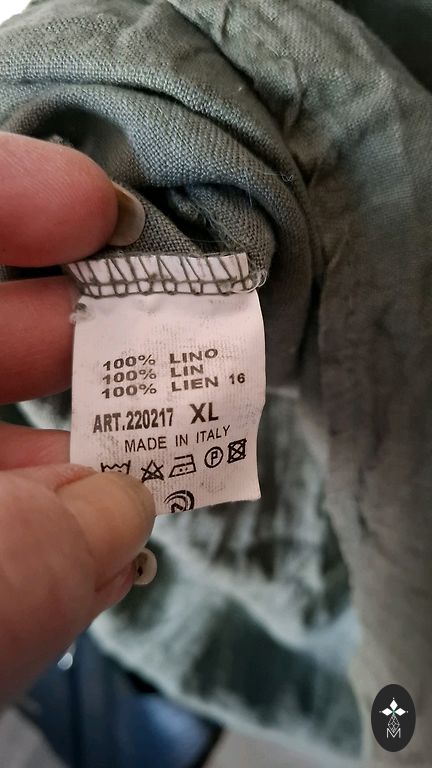 100% LINO
100% LIN
100% LIEN 16
ART.220217 XL
MADE IN ITALY
P
M